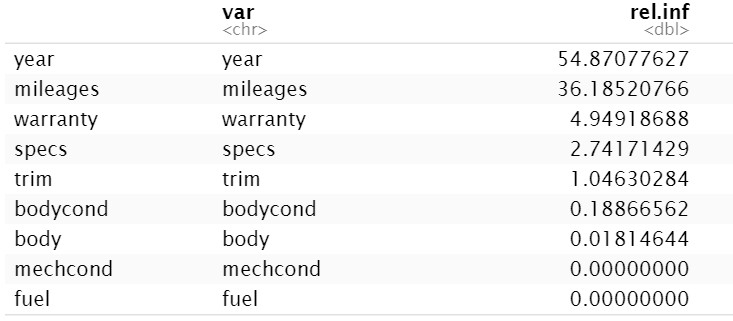 var rel.inf
<chr> <dbl>
year year 54.87077627
mileages mileages 36.18520766
warranty warranty 4.94918688
specs specs 2.74171429
trim trim 1.04630284
bodycond bodycond 0.18866562
body body 0.01814644
mechcond mechcond 0.00000000
fuel fuel 0.00000000